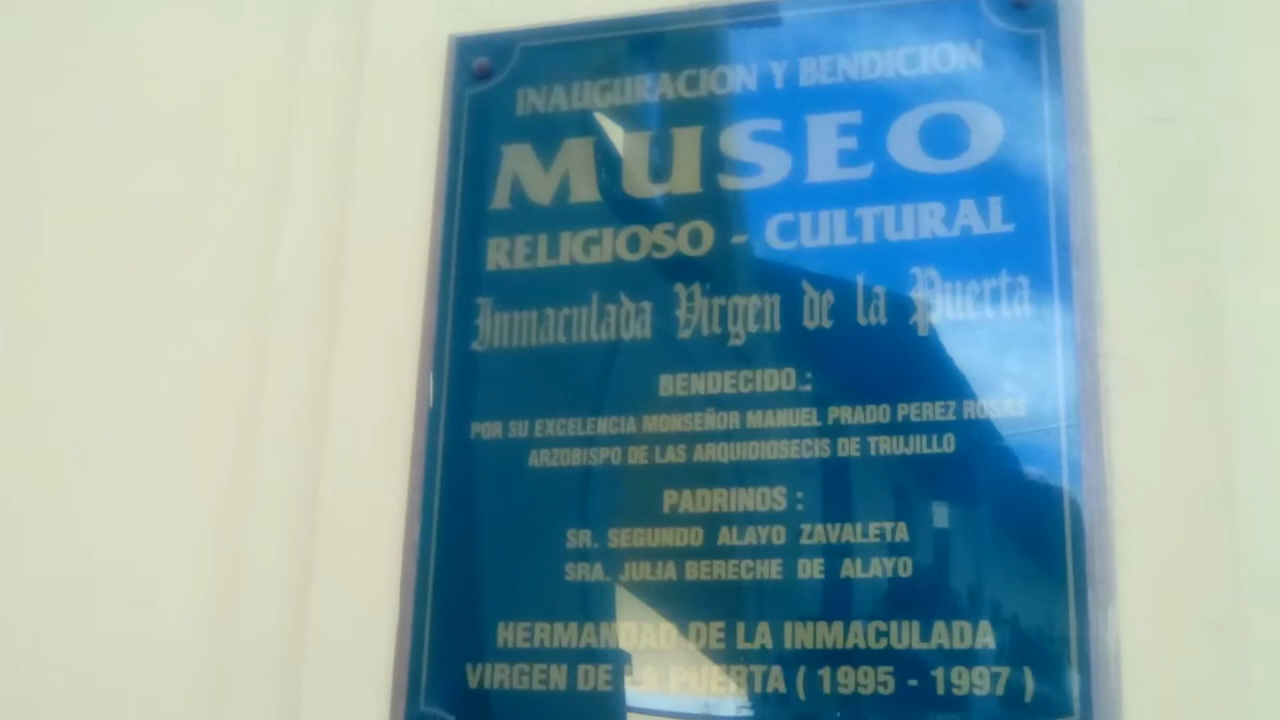 INAUGURACION Y BENDICION
MUSEO
RELIGIOSO - CULTURAL
Inmaculada Virgen de la Puerta
BENDECIDO.:
POR SU EXCELENCIA MONSEÑOR MANUEL PRADO PEREZ ROSAS
ARZOBISPO DE LAS ARQUIDIOSECIS DE TRUJILLO
PADRINOS :
SR. SEGUNDO ALAYO ZAVALETA
SRA. JULIA BERECHE DE ALAYO
HERMANDAD DE LA INMACULADA
VIRGEN DE LA PUERTA ( 1995 - 1997 )